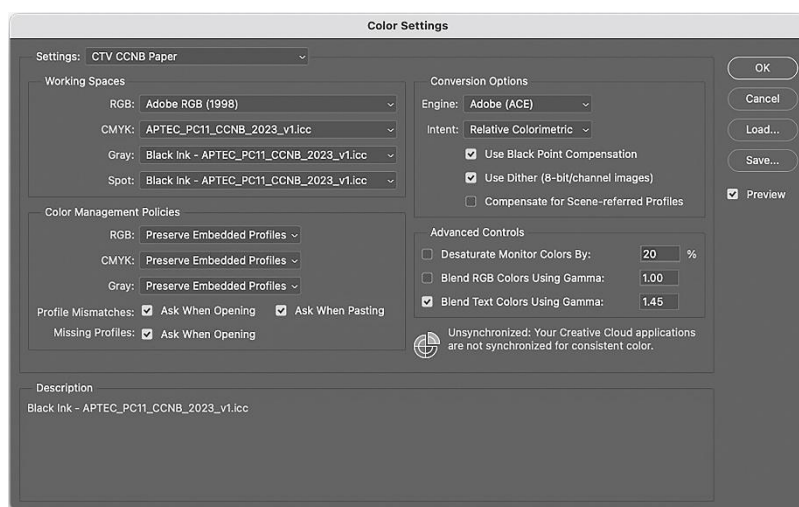 Color Settings
Settings: CTV CCNB Paper
Working Spaces
RGB: Adobe RGB (1998)
CMYK: APTEC_PC11_CCNB_2023_v1.icc
Gray: Black Ink - APTEC_PC11_CCNB_2023_v1.icc
Spot: Black Ink - APTEC_PC11_CCNB_2023_v1.icc
Color Management Policies
RGB: Preserve Embedded Profiles
CMYK: Preserve Embedded Profiles
Gray: Preserve Embedded Profiles
Profile Mismatches: Ask When Opening Ask When Pasting
Missing Profiles: Ask When Opening
Conversion Options
Engine: Adobe (ACE)
Intent: Relative Colorimetric
Use Black Point Compensation
Use Dither (8-bit/channel images)
Compensate for Scene-referred Profiles
Advanced Controls
Desaturate Monitor Colors By: 20 %
Blend RGB Colors Using Gamma: 1.00
Blend Text Colors Using Gamma: 1.45
Unsynchronized: Your Creative Cloud applications
are not synchronized for consistent color.
OK
Cancel
Load...
Save...
Preview
Description
Black Ink - APTEC_PC11_CCNB_2023_v1.icc